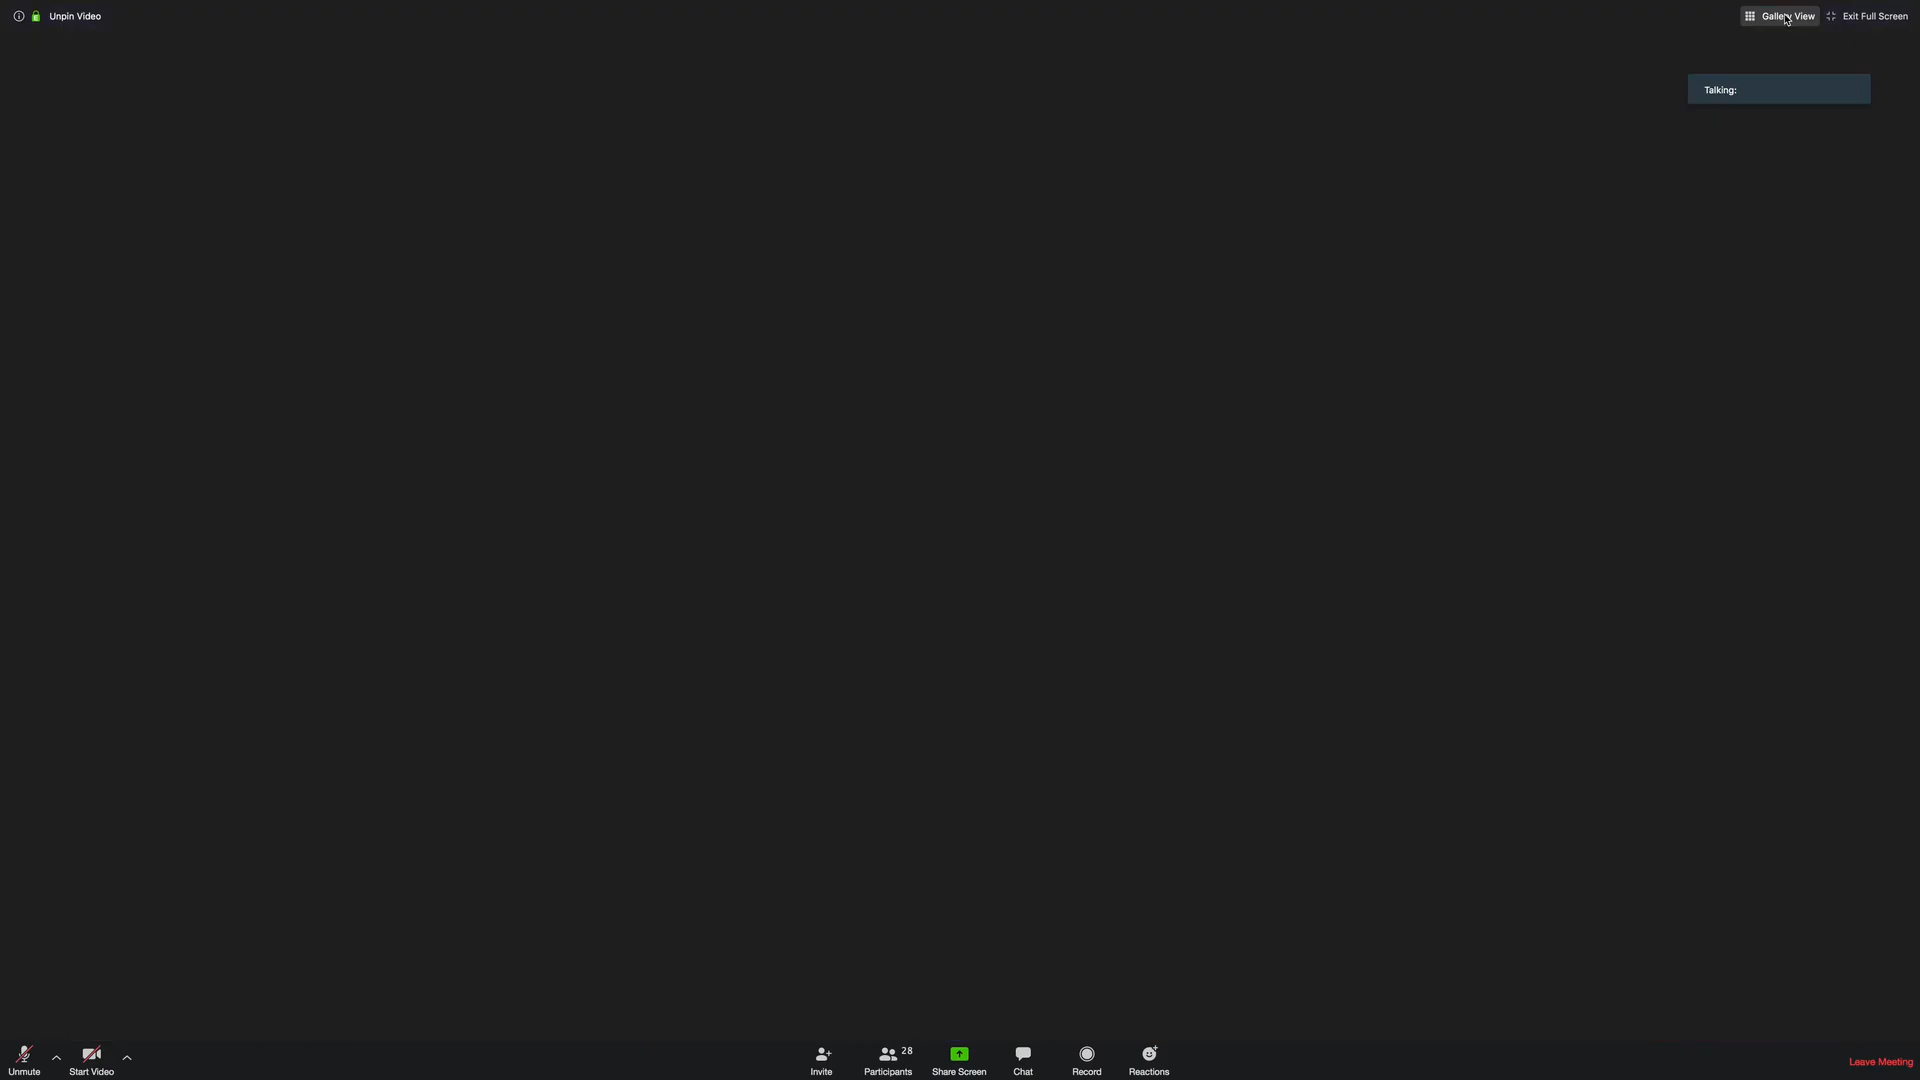 Unpin Video
Gallery View
Exit Full Screen
Talking:
Unmute
Start Video
Invite
28
Participants
Share Screen
Chat
Record
Reactions
Leave Meeting